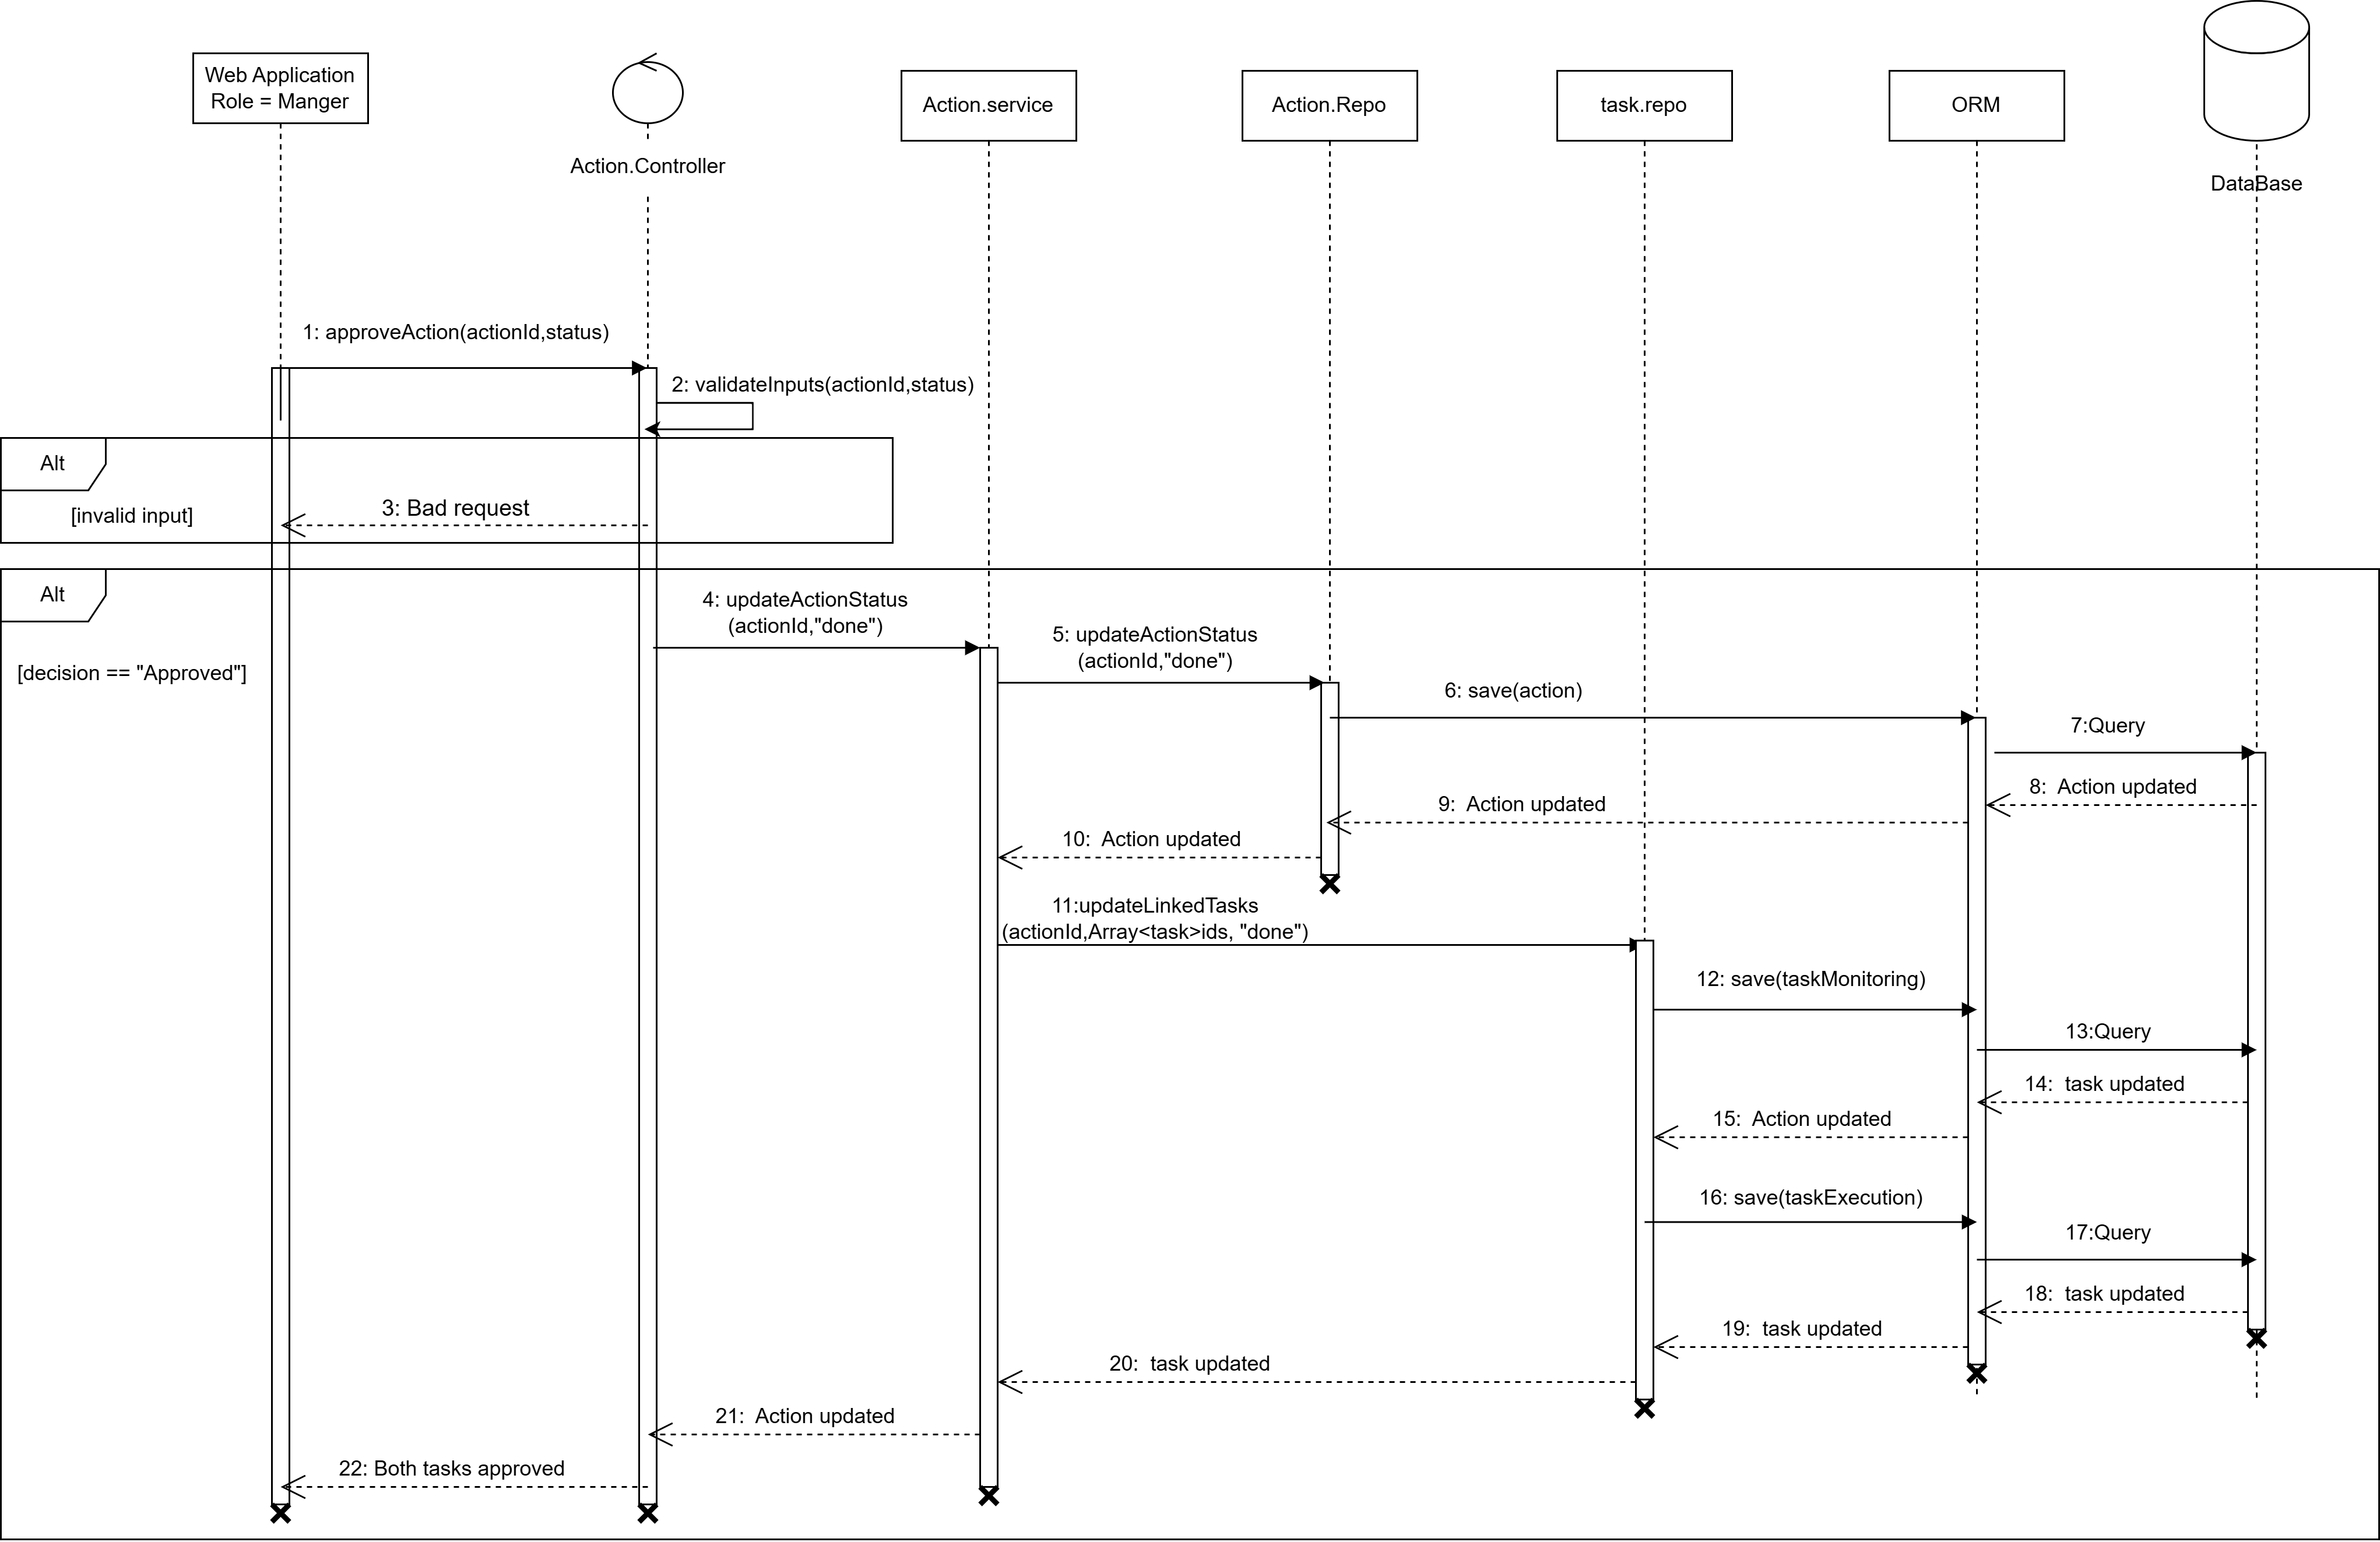 Web Application
Role = Manger
Action.Controller
Action.service
Action.Repo
task.repo
ORM
DataBase
1: approveAction(actionId,status)
2: validateInputs(actionId,status)
Alt
[invalid input]
3: Bad request
Alt
[decision == "Approved"]
4: updateActionStatus
(actionId,"done")
5: updateActionStatus
(actionId,"done")
6: save(action)
7:Query
8:  Action updated
9:  Action updated
10:  Action updated
11:updateLinkedTasks
(actionId,Array<task>ids, "done")
12: save(taskMonitoring)
13:Query
14:  task updated
15:  Action updated
16: save(taskExecution)
17:Query
18:  task updated
19:  task updated
20:  task updated
21:  Action updated
22: Both tasks approved